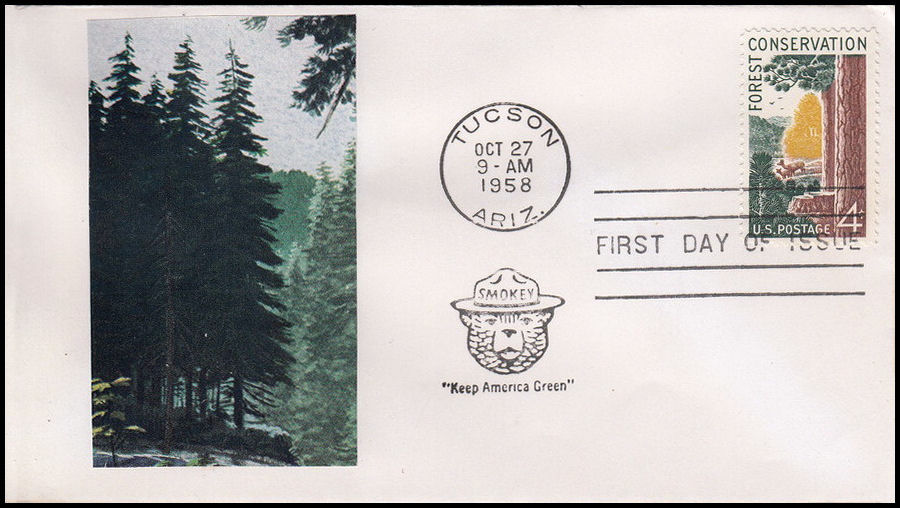 FOREST CONSERVATION
U.S. POSTAGE 4¢
TUCSON
OCT 27
9-AM
1958
ARIZ.
FIRST DAY OF ISSUE
SMOKEY
"Keep America Green"